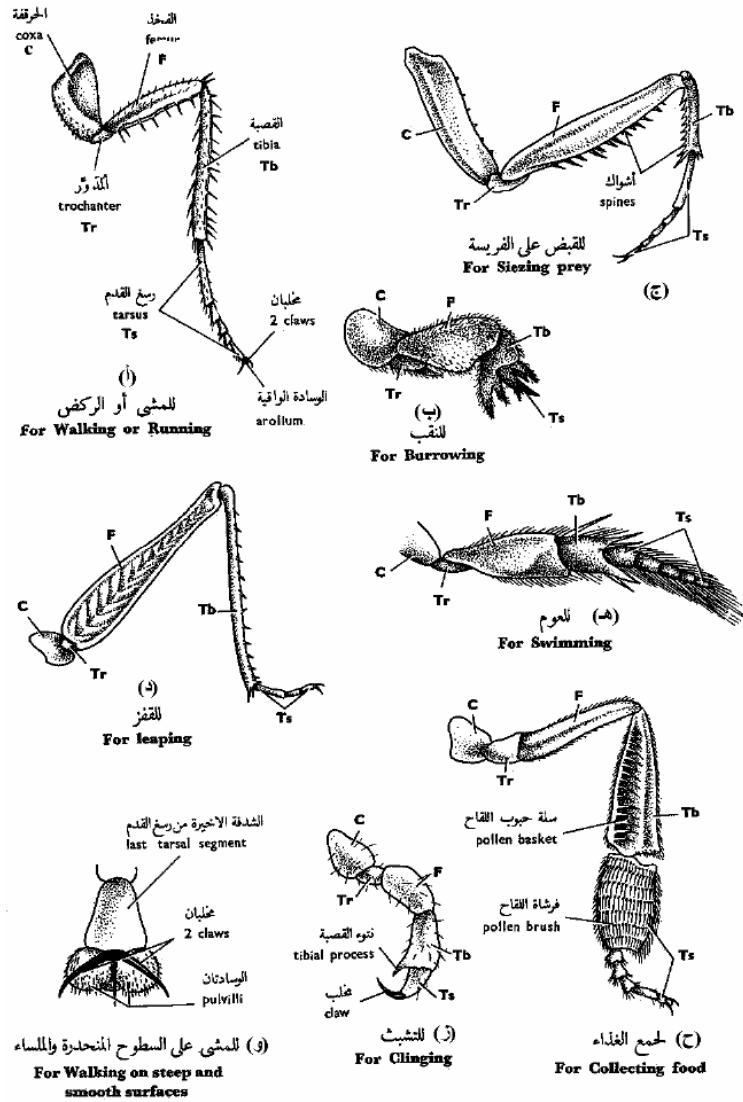 الحرقفة
coxa
C
الفخذ
femur
F
القصبة
tibia
Tb
المدوّر
trochanter
Tr
رسغ القدم
tarsus
Ts
مخلبان
2 claws
الوسادة الواقية
arolium
(أ)
للمشي أو الركض
For Walking or Running
C
F
Tb
Tr
أشواك
spines
Ts
للقبض على الفريسة
For Siezing prey
(ج)
C
F
Tb
Tr
Ts
(ب)
للنقب
For Burrowing
F
C
Tb
Tr
Ts
(د)
للقفز
For leaping
Tb
Ts
F
C
Tr
(هـ) للعوم
For Swimming
C
F
Tr
Tb
سلة حبوب اللقاح
pollen basket
فرشاة اللقاح
pollen brush
Ts
(ح) لجمع الغذاء
For Collecting food
الشدفة الاخيرة من رسغ القدم
last tarsal segment
مخلبان
2 claws
الوسادتان
pulvilli
(و) للمشي على السطوح المنحدرة والملساء
For Walking on steep and
smooth surfaces
C
F
Tr
نتوء القصبة
tibial process
Tb
مخلب
claw
Ts
(ز) للتشبث
For Clinging